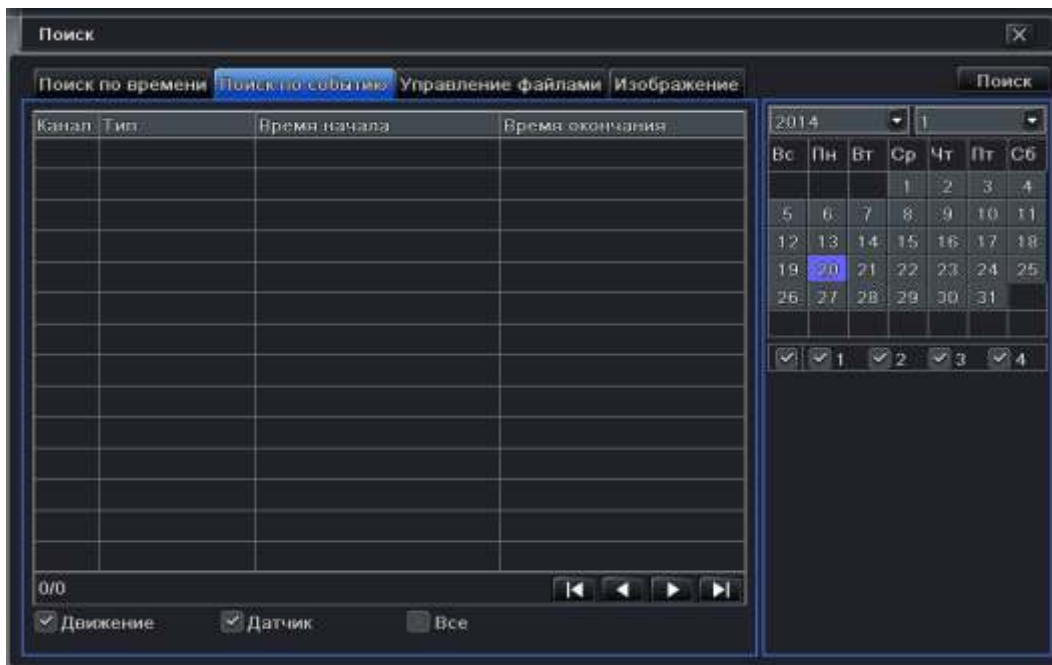 Поиск
Поиск по времени Поиск по событию Управление файлами Изображение Поиск
Канал Тип Время начала Время окончания
2014 1
Вс Пн Вт Ср Чт Пт Сб
1 2 3 4
5 6 7 8 9 10 11
12 13 14 15 16 17 18
19 20 21 22 23 24 25
26 27 28 29 30 31
1 2 3 4
0/0
Движение Датчик Все